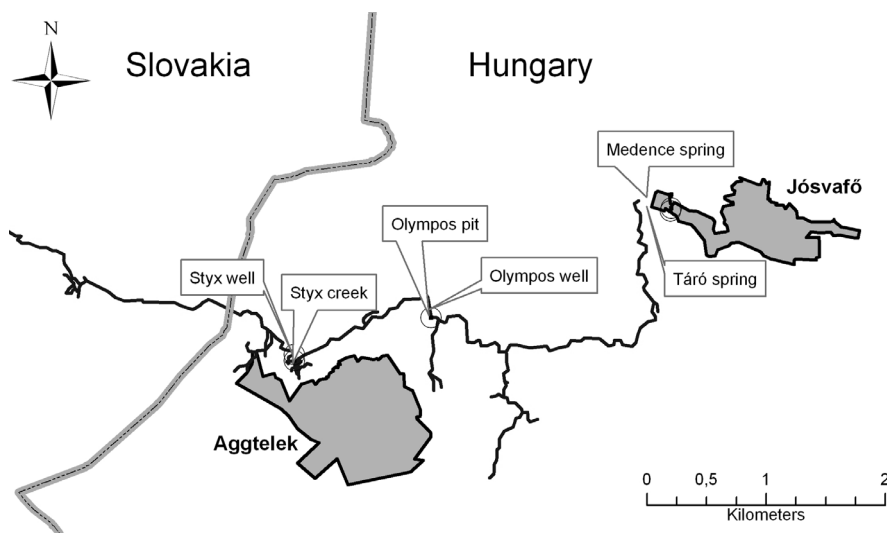 N
Slovakia
Hungary
Medence spring
Jósvafő
Olympos pit
Styx well
Styx creek
Olympos well
Táró spring
Aggtelek
0 0,5 1 2
Kilometers